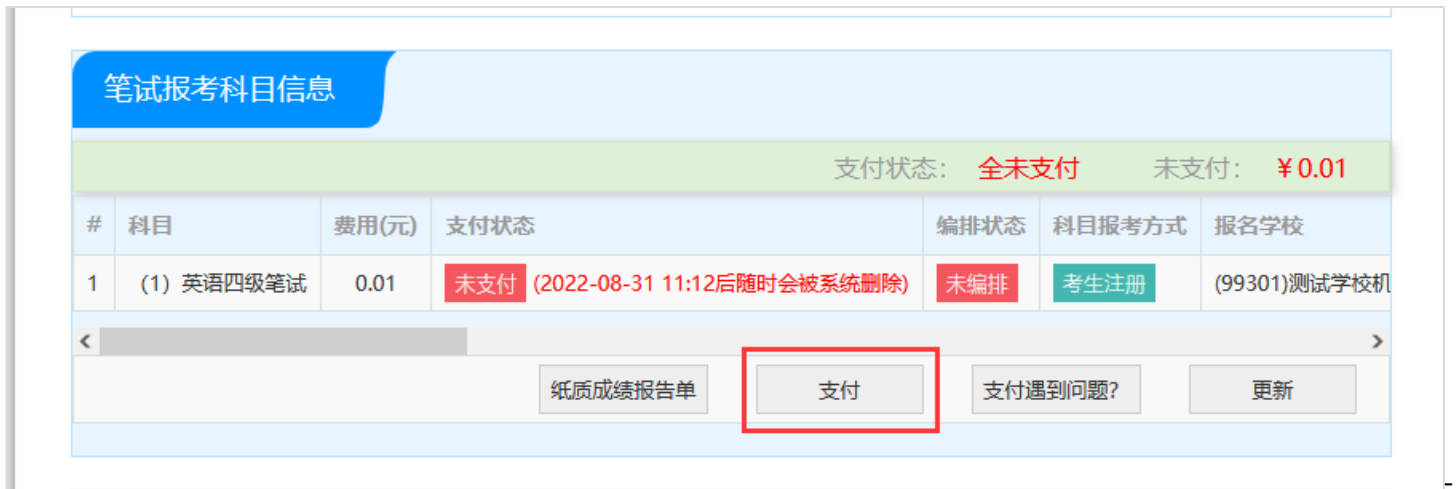 笔试报考科目信息
支付状态： 全未支付 未支付： ¥0.01
# 科目 费用(元) 支付状态 编排状态 科目报考方式 报名学校
1 (1) 英语四级笔试 0.01 未支付 (2022-08-31 11:12后随时会被系统删除) 未编排 考生注册 (99301)测试学校机
纸质成绩报告单 支付 支付遇到问题? 更新